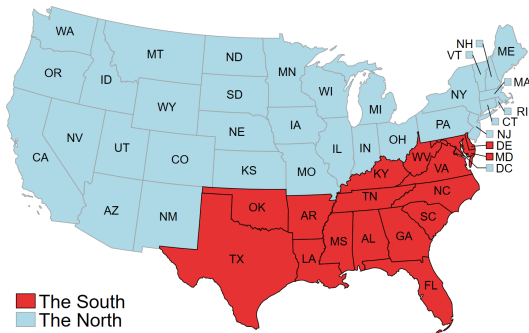 WA
OR
CA
NV
ID
MT
WY
UT
AZ
CO
NM
ND
SD
NE
KS
MN
IA
MO
WI
IL
MI
IN
OH
PA
NY
VT
NH
ME
MA
RI
CT
NJ
DE
MD
DC
WV
VA
KY
TN
NC
SC
GA
FL
AL
MS
LA
AR
OK
TX
The South
The North